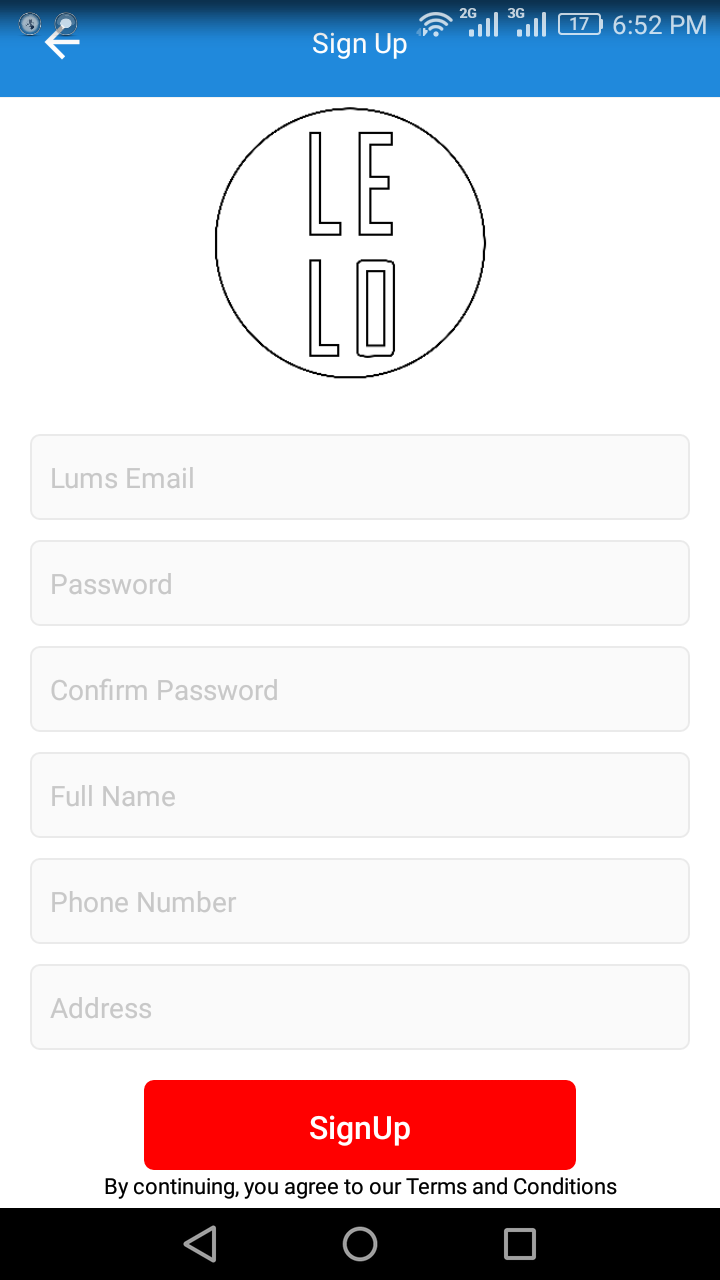 2G 3G 17 6:52 PM
Sign Up
LE
LO
Lums Email
Password
Confirm Password
Full Name
Phone Number
Address
SignUp
By continuing, you agree to our Terms and Conditions